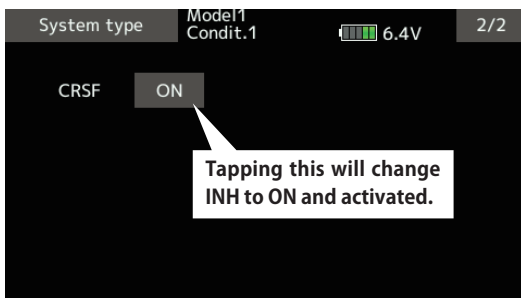 System type
Model1
Condit.1
6.4V
2/2
CRSF
ON
Tapping this will change
INH to ON and activated.